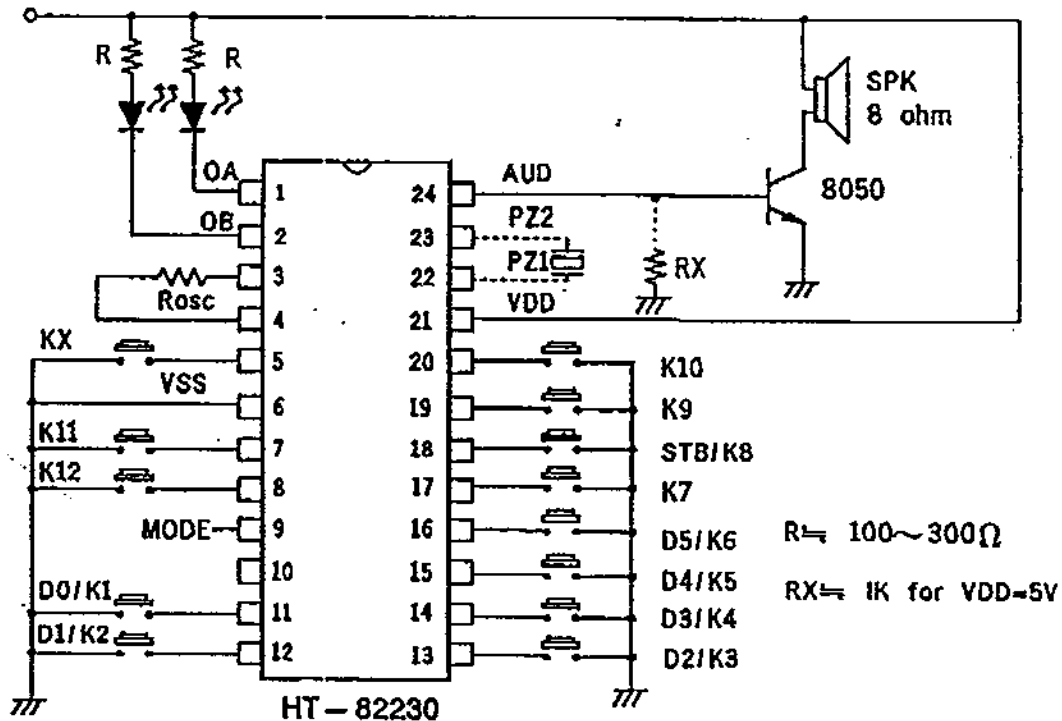 R
R
SPK
8 ohm
OA
1
24
AUD
8050
OB
2
23
PZ2
3
22
PZ1
RX
Rosc
4
21
VDD
KX
5
20
K10
VSS
6
19
K9
K11
7
18
STB/K8
K12
8
17
K7
MODE
9
16
D5/K6
R≒ 100~300Ω
10
15
D4/K5
RX≒ 1K for VDD=5V
D0/K1
11
14
D3/K4
D1/K2
12
13
D2/K3
HT-82230